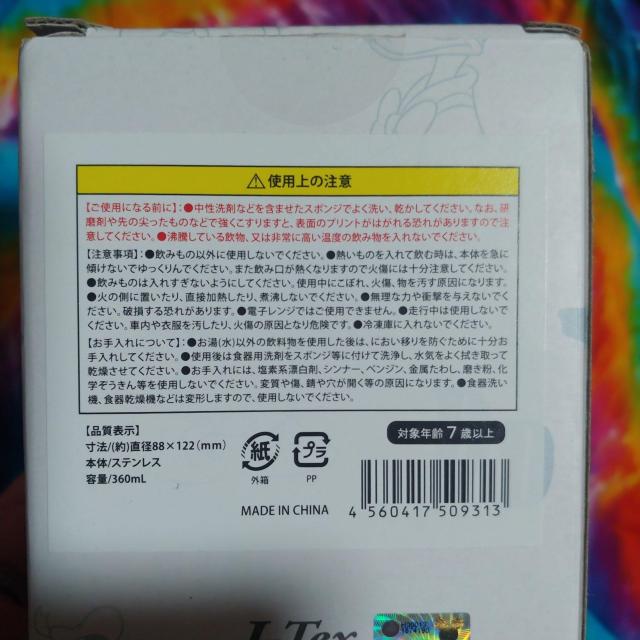 ⚠使用上の注意
【ご使用になる前に】:●中性洗剤などを含ませたスポンジでよく洗い、乾かしてください。なお、研
磨剤や先の尖ったものなどで強くこすりますと、表面のプリントがはがれる恐れがありますので注
意してください。●沸騰している飲物、又は非常に高い温度の飲み物を入れないでください。
【注意事項】:●飲みもの以外に使用しないでください。●熱いものを入れて飲む時は、本体を急に
傾けないでゆっくりんでください。また飲み口が熱くなりますので火傷には十分注意してください。
●飲みものは入れすぎないようにしてください。使用中にこぼれ、火傷、物を汚す原因になります。
●火の側に置いたり、直接加熱したり、煮沸しないでください。●無理な力や衝撃を与えないでく
ださい。破損する恐れがあります。●電子レンジではご使用できません。●走行中は使用しないでく
ださい。車内や衣服を汚したり、火傷の原因となり危険です。●冷凍庫に入れないでください。
【お手入れについて】:●お湯(水)以外の飲料物を使用した後は、におい移りを防ぐために十分お
手入れしてください。●使用後は食器用洗剤をスポンジ等に付けて洗浄し、水気をよく拭き取って
乾燥させてください。●お手入れには、塩素系漂白剤、シンナー、ベンジン、金属たわし、磨き粉、化
学ぞうきん等を使用しないでください。変質や傷、錆や穴が開く等の原因になります。●食器洗い
機、食器乾燥機などは変形しますので、使用しないでください。
【品質表示】
寸法/(約)直径88×122(mm)
本体/ステンレス
容量/360mL
紙
外箱
プラ
PP
対象年齢7歳以上
MADE IN CHINA
4 560417 509313
J-Tex